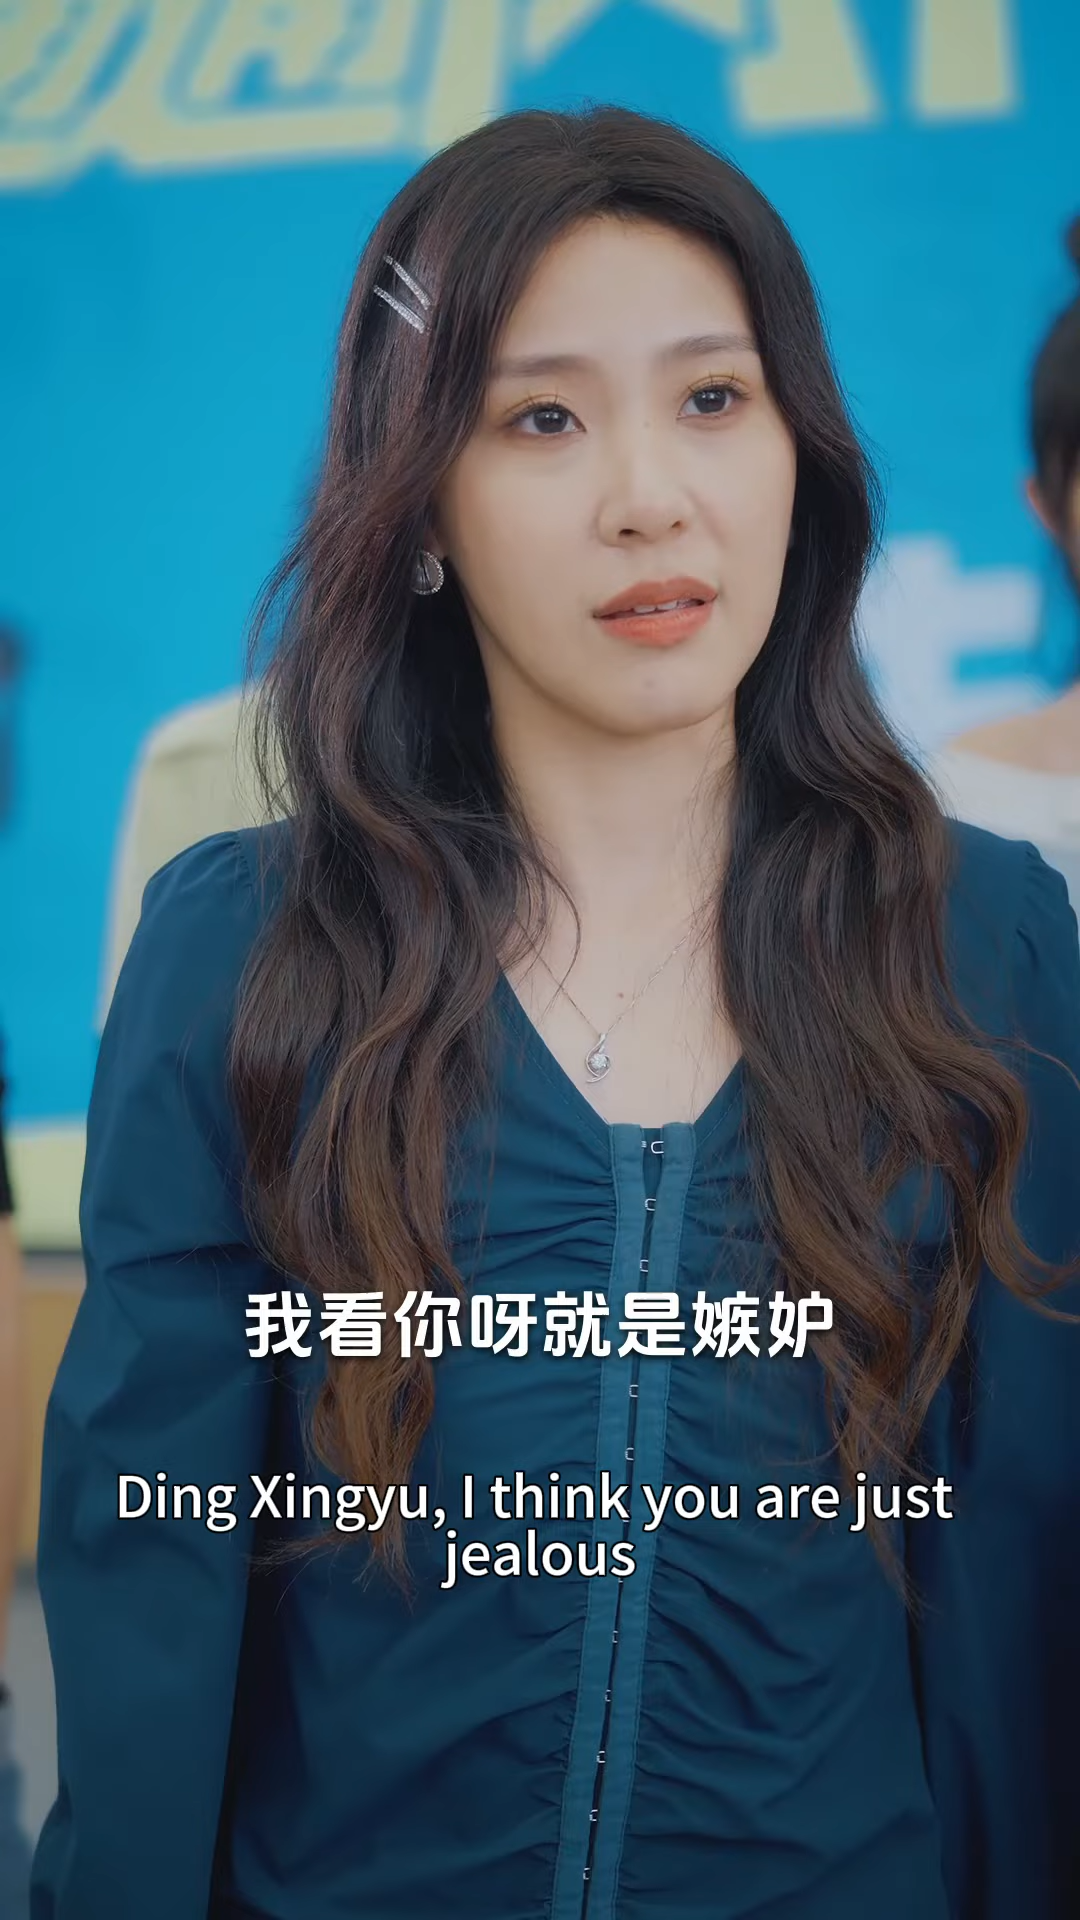 我看你呀就是嫉妒
Ding Xingyu, I think you are just
jealous